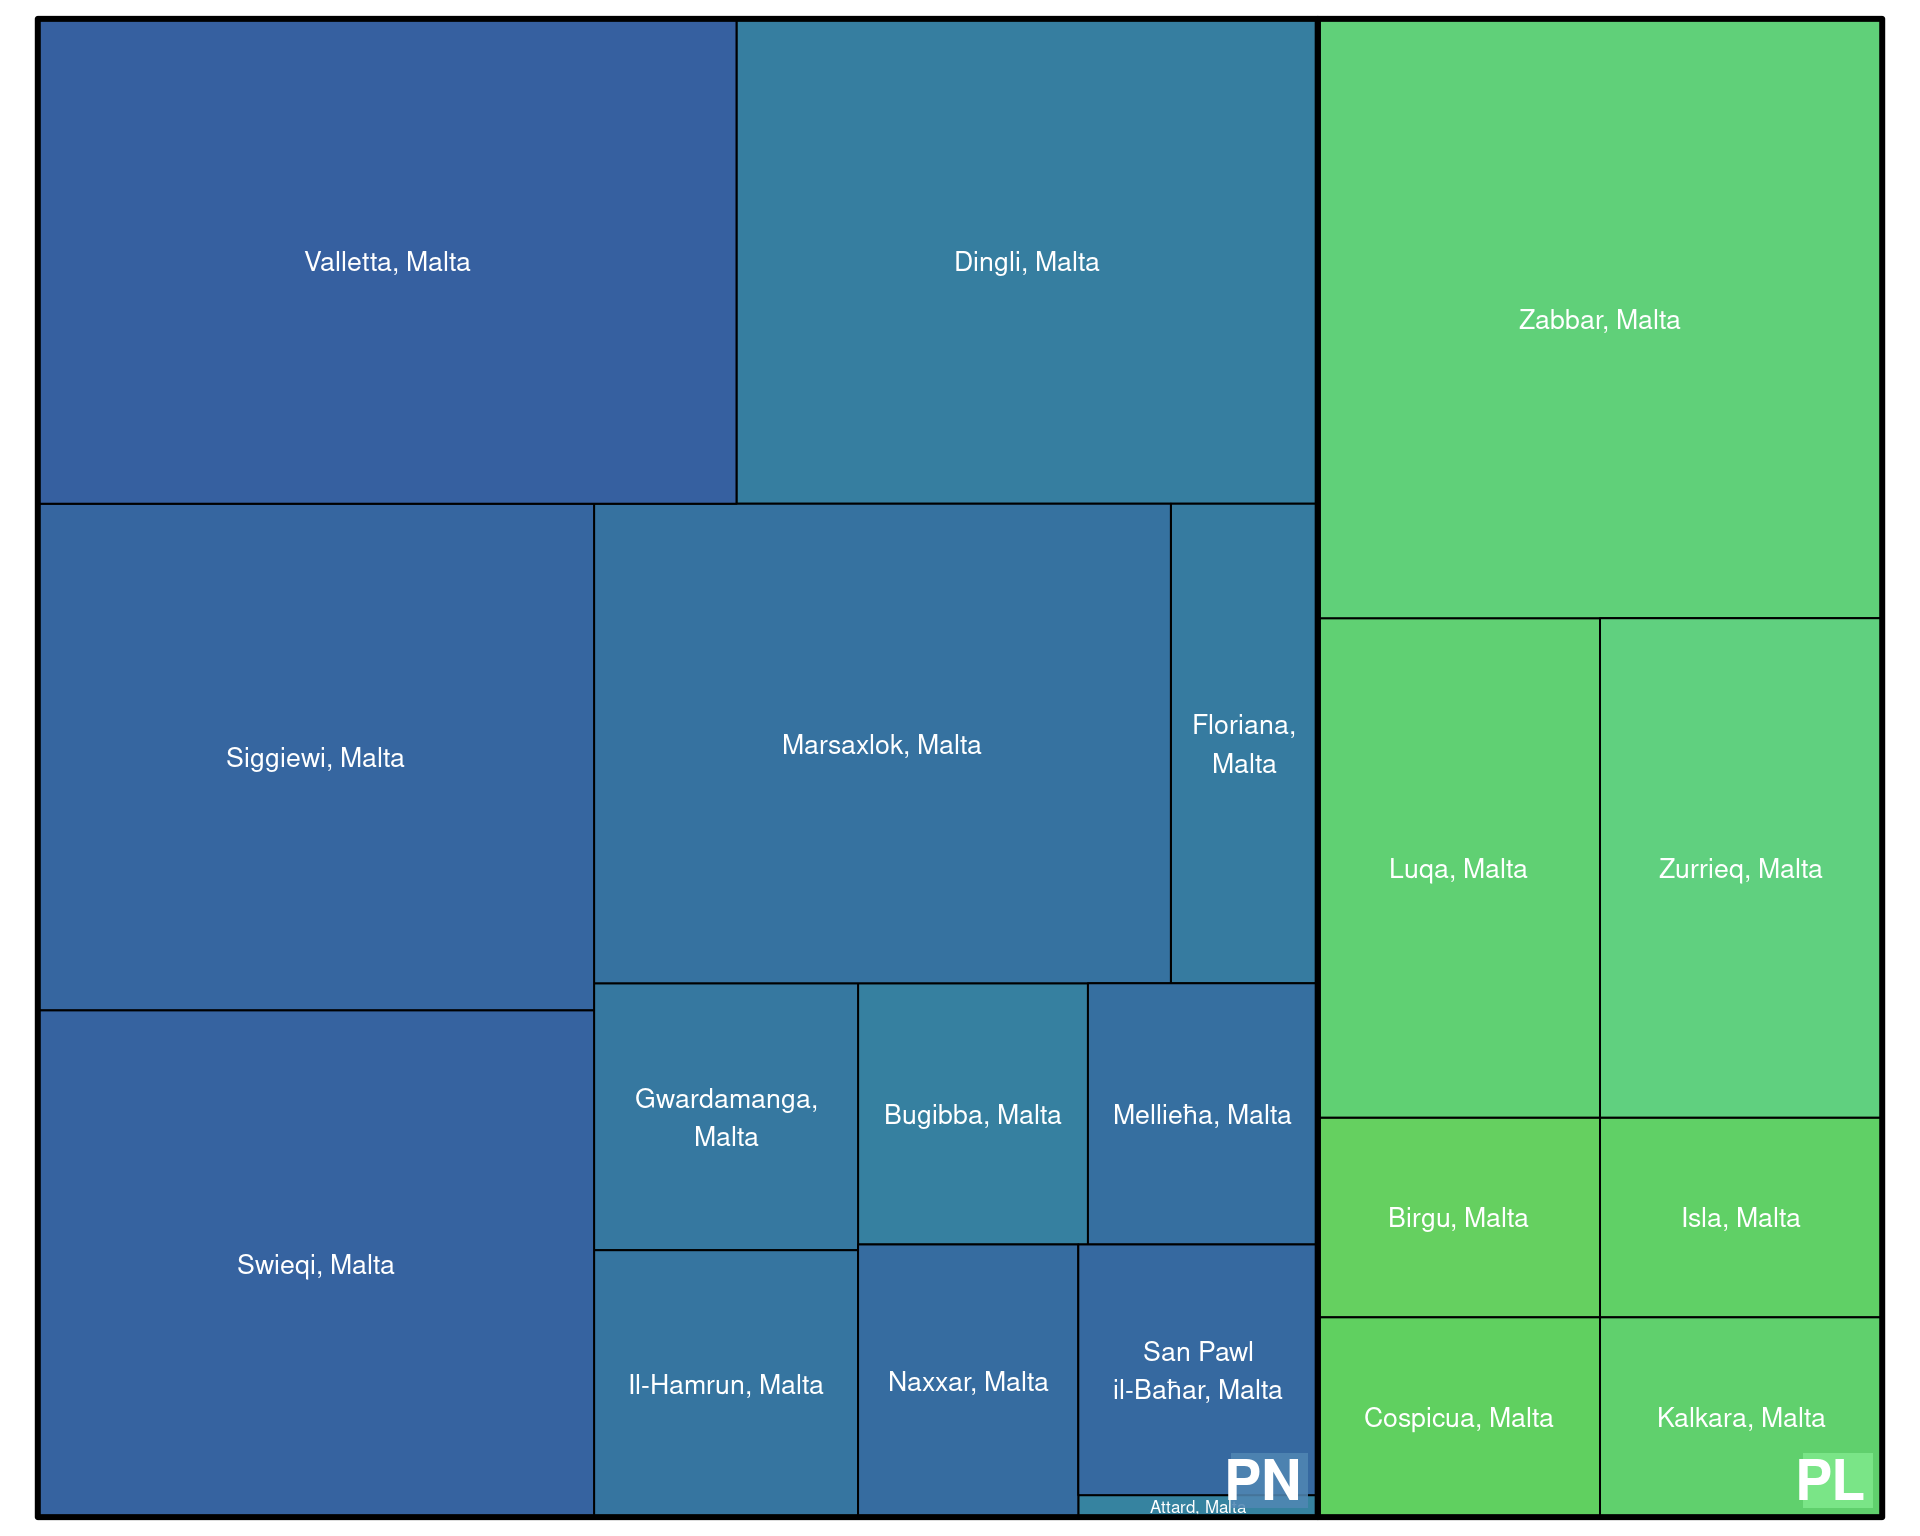 Valletta, Malta
Dingli, Malta
Zabbar, Malta
Siggiewi, Malta
Marsaxlok, Malta
Floriana,
Malta
Luqa, Malta
Zurrieq, Malta
Gwardamanga,
Malta
Bugibba, Malta
Mellieħa, Malta
Swieqi, Malta
Il-Hamrun, Malta
Naxxar, Malta
San Pawl
il-Baħar, Malta
Attard, Malta
PN
Birgu, Malta
Isla, Malta
Cospicua, Malta
Kalkara, Malta
PL